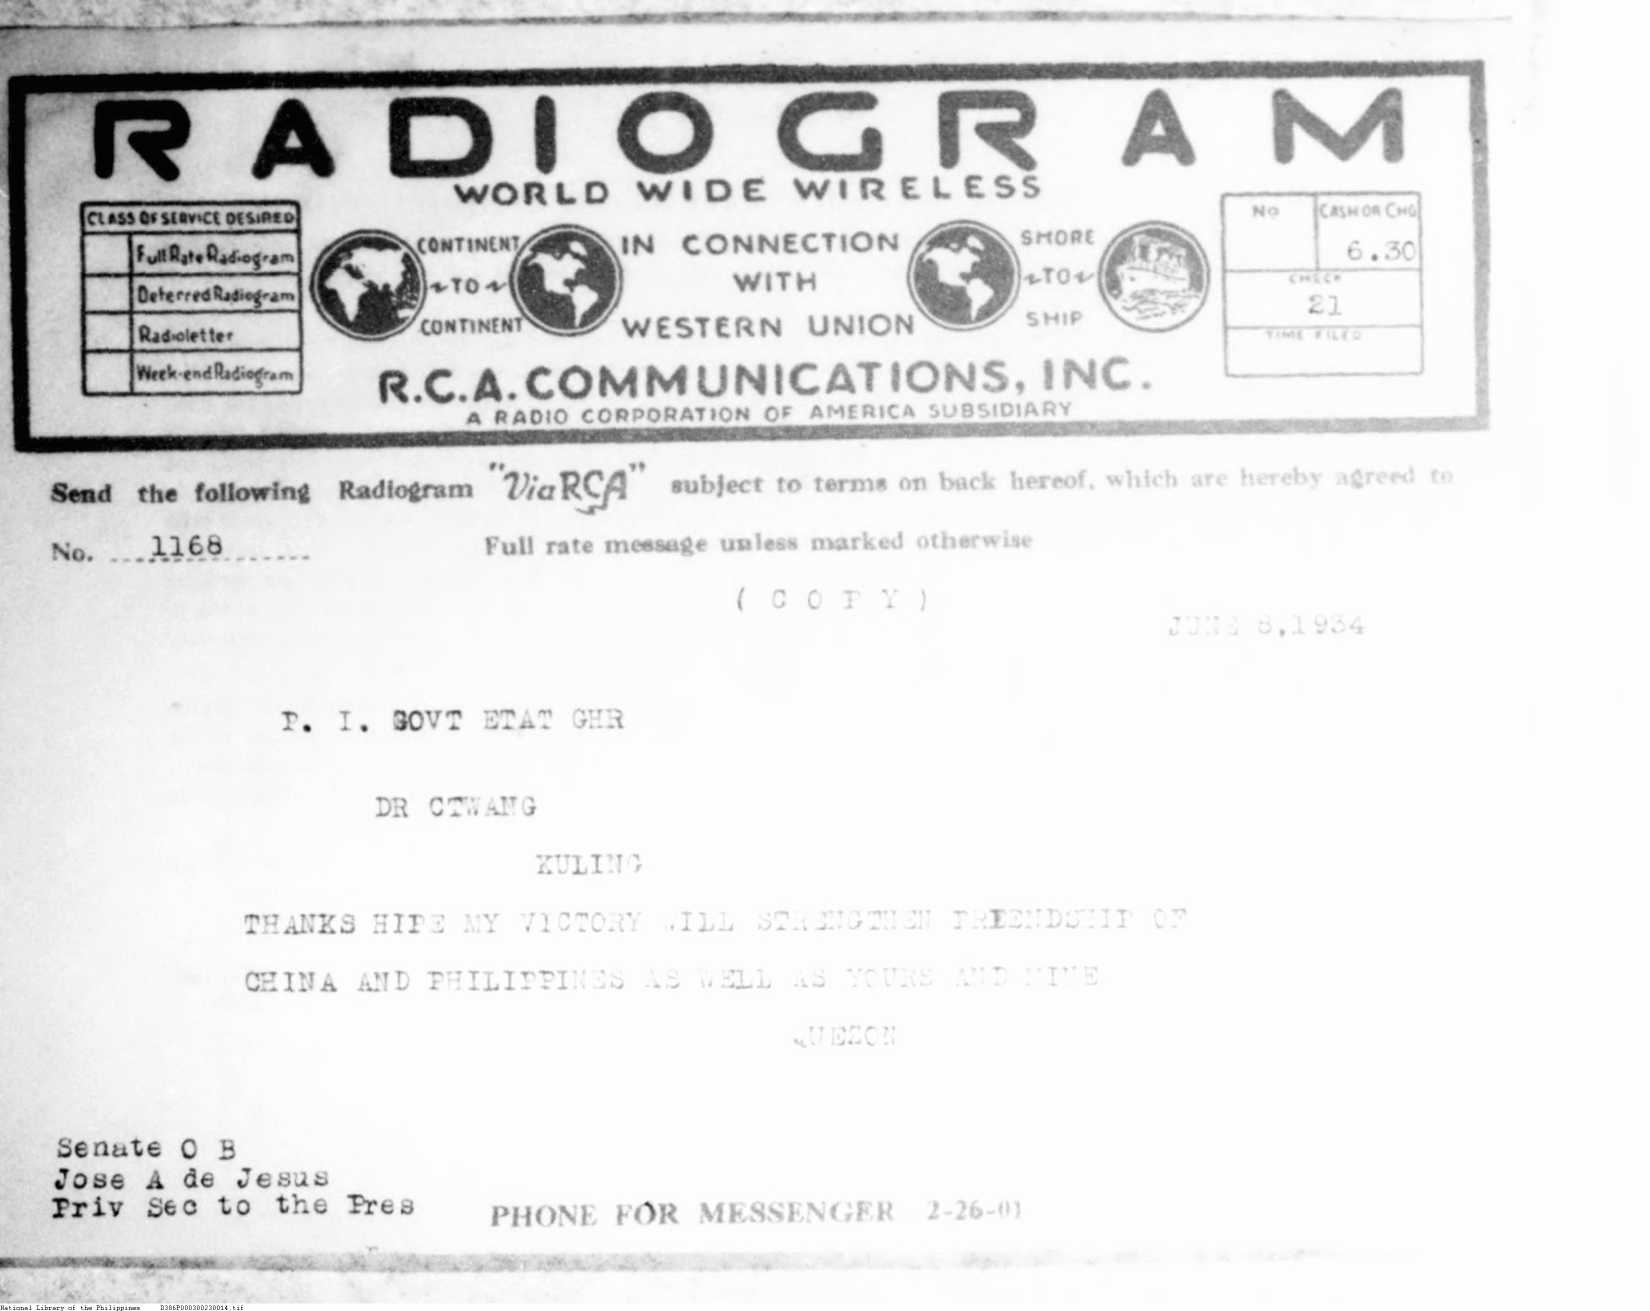 RADIOGRAM
WORLD WIDE WIRELESS
CLASS OF SERVICE DESIRED
Full Rate Radiogram
Deferred Radiogram
Radioletter
Week-end Radiogram
CONTINENT
TO
CONTINENT
IN CONNECTION
WITH
WESTERN UNION
SHORE
TO
SHIP
No
CASH OR CHG
6.30
CHECK
21
TIME FILED
R.C.A. COMMUNICATIONS, INC.
A RADIO CORPORATION OF AMERICA SUBSIDIARY
Send the following Radiogram "Via RCA" subject to terms on back hereof, which are hereby agreed to
No. 1168 Full rate message unless marked otherwise
( C O P Y )
JUNE 8,1934
P. I. GOVT ETAT GHR
DR CTWANG
KULING
THANKS HIPE MY VICTORY WILL STRENGTHEN FRIENDSHIP OF
CHINA AND PHILIPPINES AS WELL AS YOURS AND MINE
QUEZON
Senate O B
Jose A de Jesus
Priv Sec to the Pres
PHONE FOR MESSENGER 2-26-01
National Library of the Philippines D386P000300230014.tif